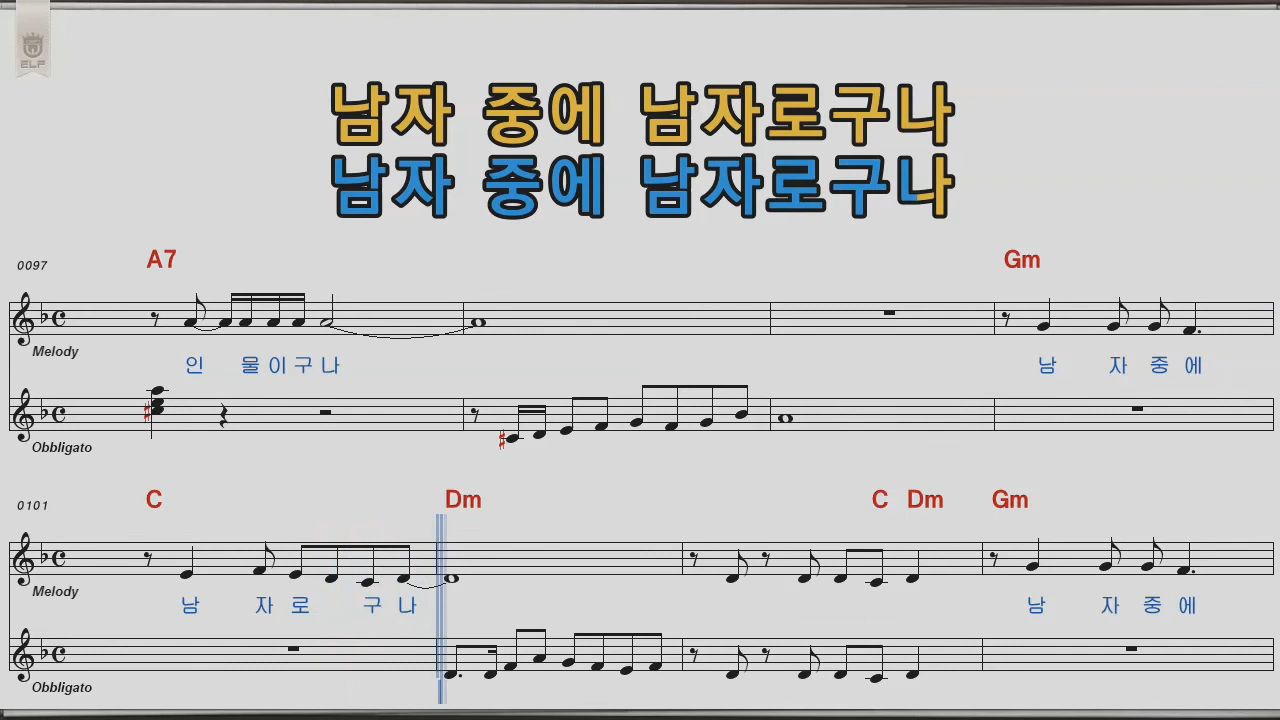 ELF
남자 중에 남자로구나
남자 중에 남자로구나
0097 A7 Gm
Melody
인 물이구나 남 자중에
Obbligato
0101 C Dm C Dm Gm
Melody
남 자로 구나 남 자중에
Obbligato